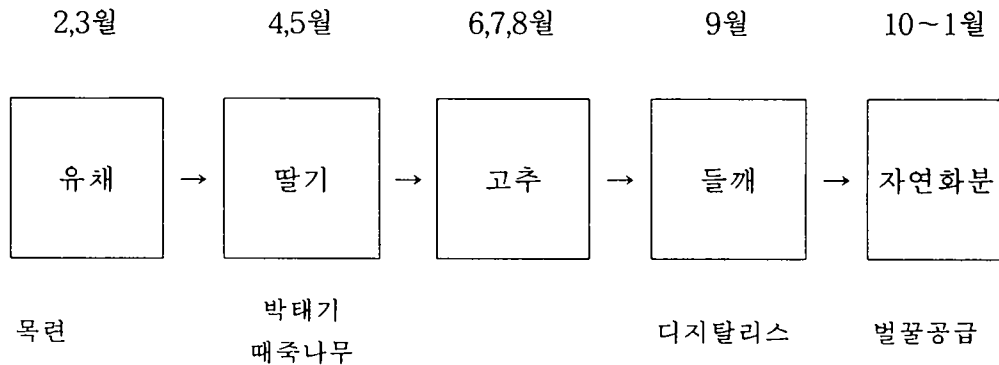 2,3월 4,5월 6,7,8월 9월 10~1월
유채 → 딸기 → 고추 → 들깨 → 자연화분
목련 박태기 때죽나무 디지탈리스 벌꿀공급